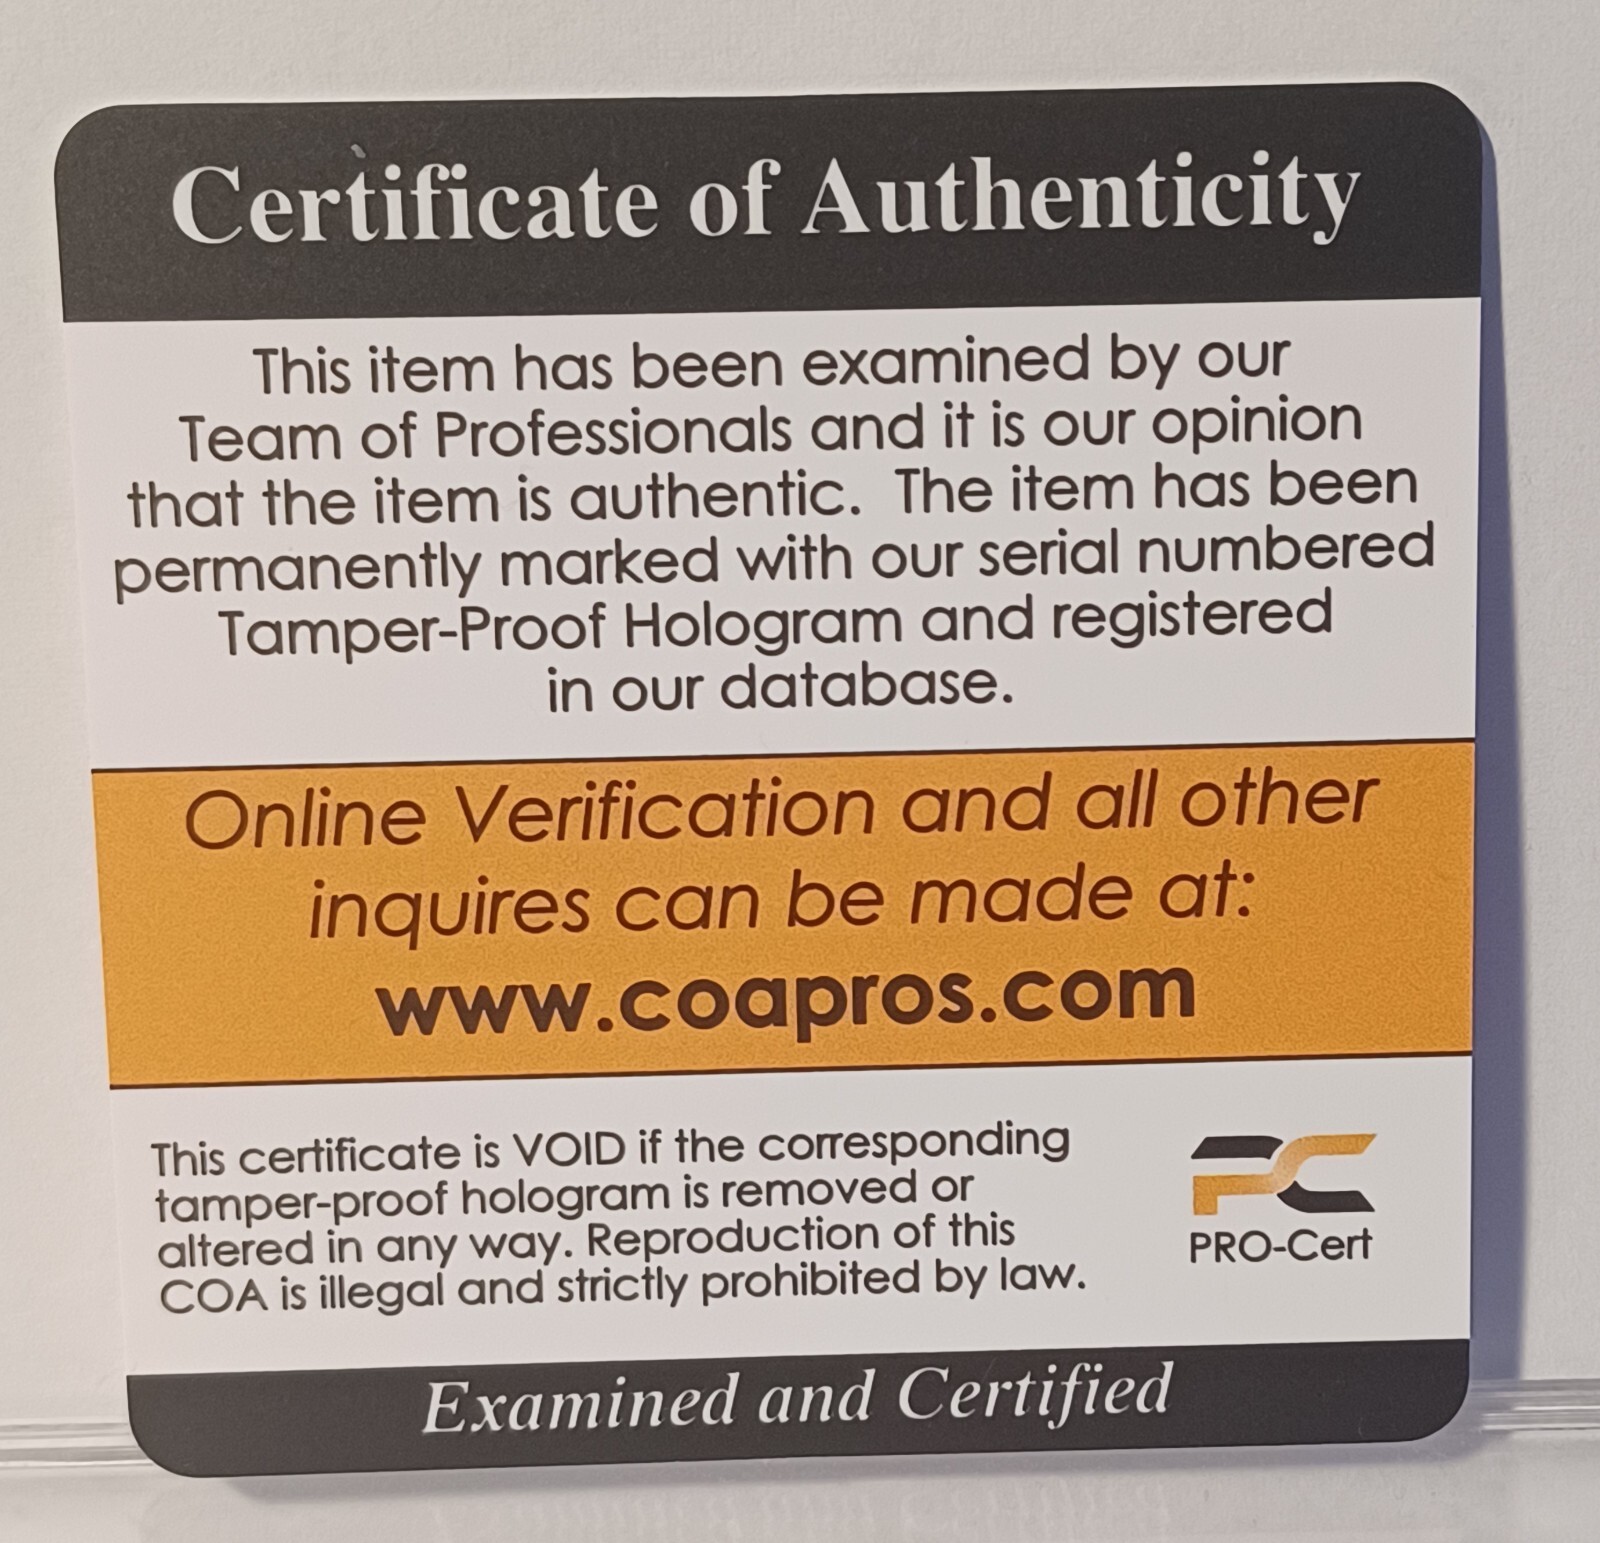 Certificate of Authenticity
This item has been examined by our
Team of Professionals and it is our opinion
that the item is authentic. The item has been
permanently marked with our serial numbered
Tamper-Proof Hologram and registered
in our database.
Online Verification and all other
inquires can be made at:
www.coapros.com
This certificate is VOID if the corresponding
tamper-proof hologram is removed or
altered in any way. Reproduction of this
COA is illegal and strictly prohibited by law.
PC
PRO-Cert
Examined and Certified